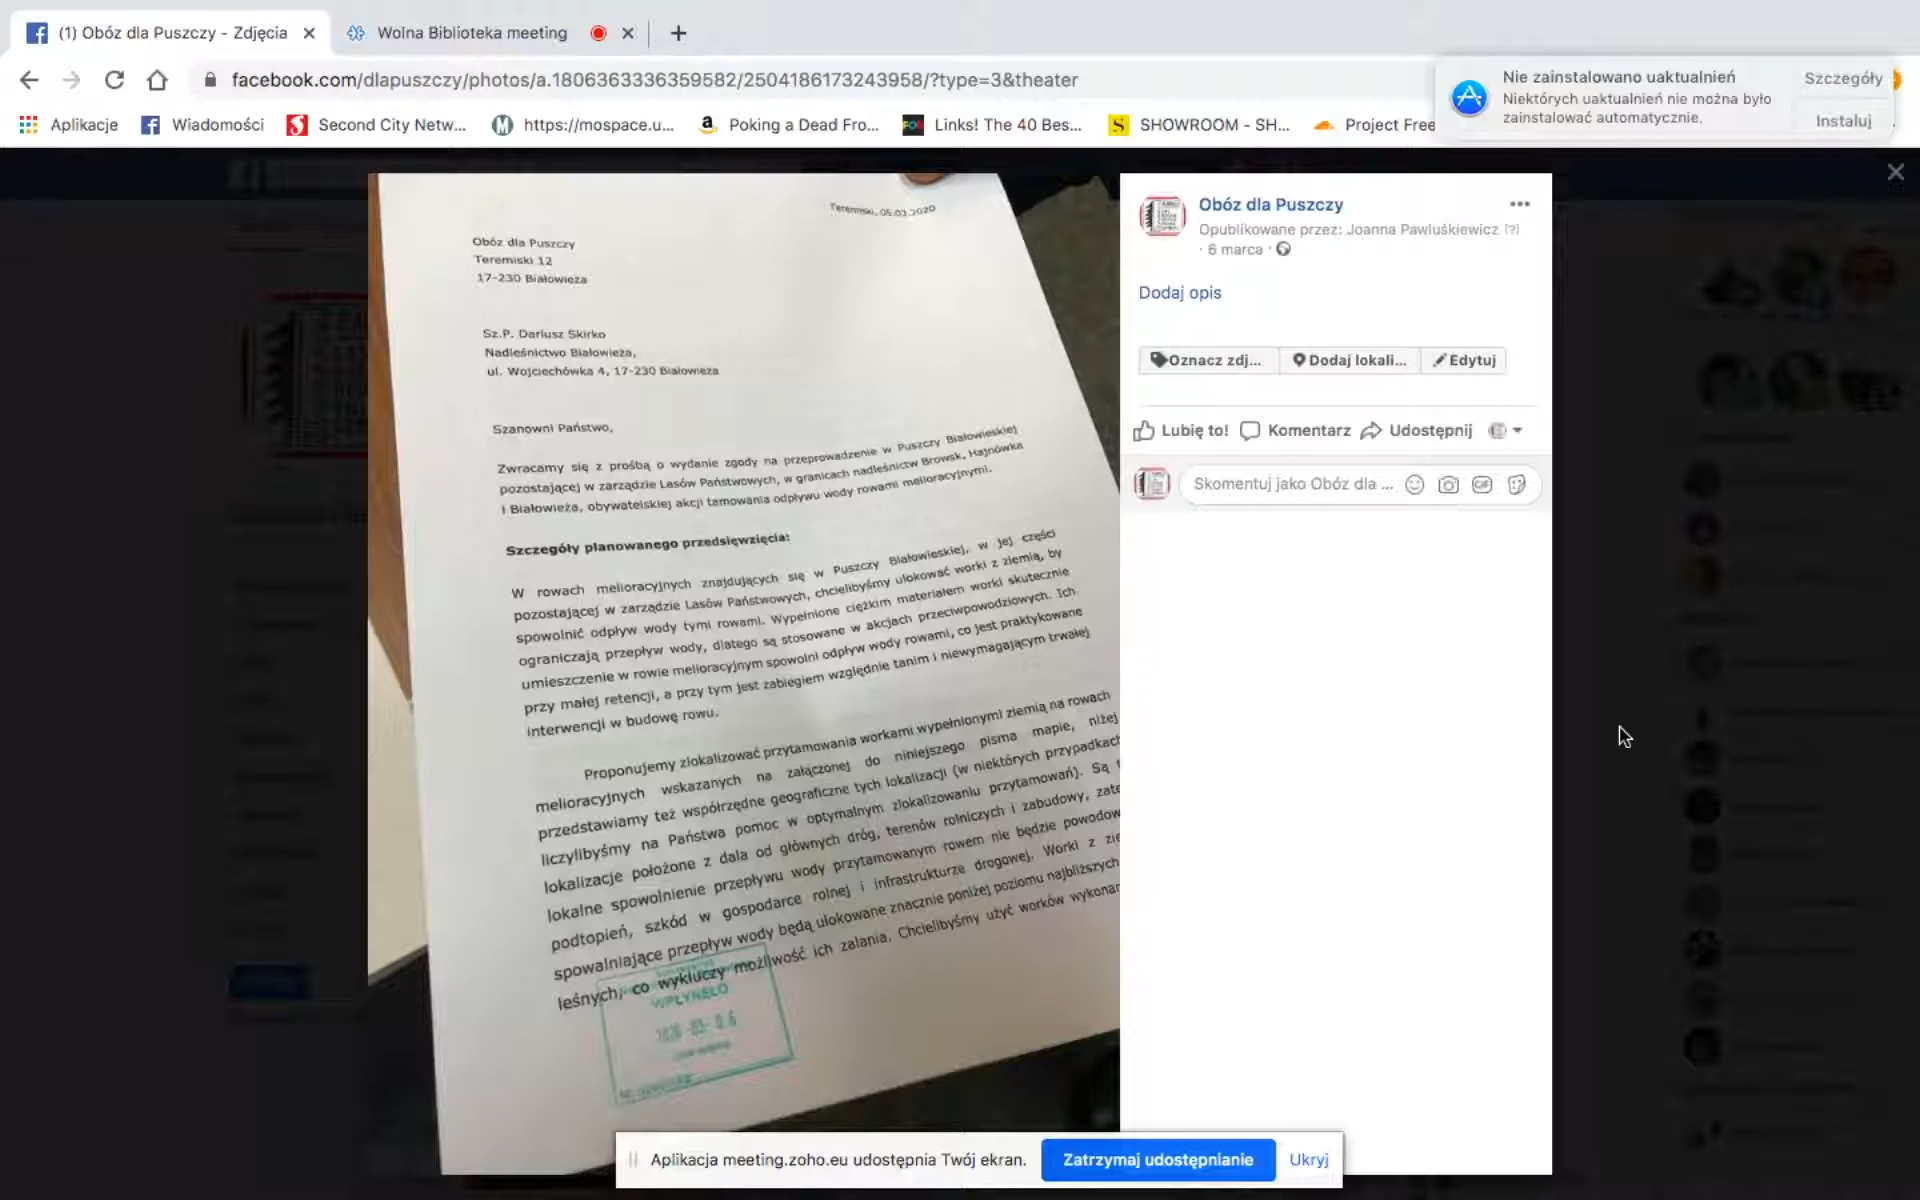 (1) Obóz dla Puszczy - Zdjęcia
Wolna Biblioteka meeting
facebook.com/dlapuszczy/photos/a.1806363336359582/2504186173243958/?type=3&theater
Nie zainstalowano uaktualnień
Niektórych uaktualnień nie można było
zainstalować automatycznie.
Szczegóły
Instaluj
Aplikacje
Wiadomości
Second City Netw...
https://mospace.u...
Poking a Dead Fro...
Links! The 40 Bes...
SHOWROOM - SH...
Project Free
Teremiski, 05.03.2020
Obóz dla Puszczy
Teremiski 12
17-230 Białowieża
Sz.P. Dariusz Skirko
Nadleśnictwo Białowieża,
ul. Wojciechówka 4, 17-230 Białowieża
Szanowni Państwo,
Zwracamy się z prośbą o wydanie zgody na przeprowadzenie w Puszczy Białowieskiej
pozostającej w zarządzie Lasów Państwowych, w granicach nadleśnictw Browsk, Hajnówka
i Białowieża, obywatelskiej akcji tamowania odpływu wody rowami melioracyjnymi.
Szczegóły planowanego przedsięwzięcia:
W rowach melioracyjnych znajdujących się w Puszczy Białowieskiej, w jej części
pozostającej w zarządzie Lasów Państwowych, chcielibyśmy ulokować worki z ziemią, by
spowolnić odpływ wody tymi rowami. Wypełnione ciężkim materiałem worki skutecznie
ograniczają przepływ wody, dlatego są stosowane w akcjach przeciwpowodziowych. Ich
umieszczenie w rowie melioracyjnym spowolni odpływ wody rowami, co jest praktykowane
przy małej retencji, a przy tym jest zabiegiem względnie tanim i niewymagającym trwałej
interwencji w budowę rowu.
Proponujemy zlokalizować przytamowania workami wypełnionymi ziemią na rowach
melioracyjnych wskazanych na załączonej do niniejszego pisma mapie, niżej
przedstawiamy też współrzędne geograficzne tych lokalizacji (w niektórych przypadkach
liczylibyśmy na Państwa pomoc w optymalnym zlokalizowaniu przytamowań). Są
lokalizacje położone z dala od głównych dróg, terenów rolniczych i zabudowy, zate
lokalne spowolnienie przepływu wody przytamowanym rowem nie będzie powodow
podtopień, szkód w gospodarce rolnej i infrastrukturze drogowej. Worki z zie
spowalniające przepływ wody będą ulokowane znacznie poniżej poziomu najbliższych
leśnych, co wykluczy możliwość ich zalania. Chcielibyśmy użyć worków wykonan
WPŁYNĘŁO
2020 -03- 06
Obóz dla Puszczy
Opublikowane przez: Joanna Pawluśkiewicz [?]
· 6 marca ·
Dodaj opis
Oznacz zdj...
Dodaj lokali...
Edytuj
Lubię to!
Komentarz
Udostępnij
Skomentuj jako Obóz dla ...
GIF
Aplikacja meeting.zoho.eu udostępnia Twój ekran.
Zatrzymaj udostępnianie
Ukryj